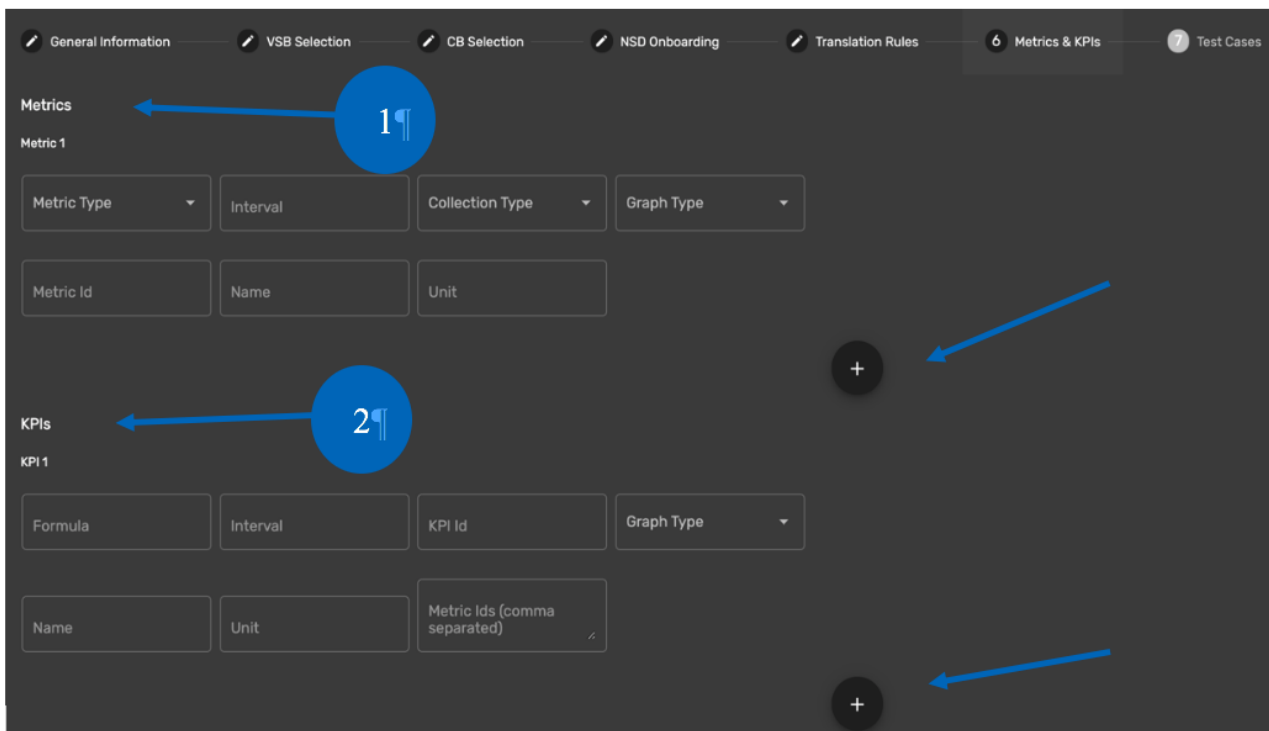 General Information VSB Selection CB Selection NSD Onboarding Translation Rules 6 Metrics & KPIs 7 Test Cases
Metrics
1¶
Metric 1
Metric Type Interval Collection Type Graph Type
Metric Id Name Unit
+
KPIs
2¶
KPI 1
Formula Interval KPI Id Graph Type
Name Unit Metric Ids (comma
separated)
+